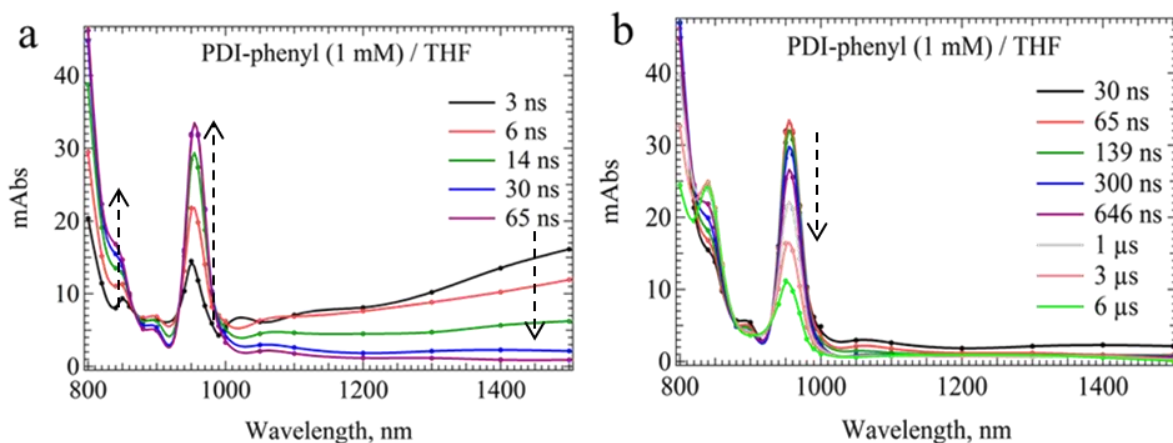 a
PDI-phenyl (1 mM) / THF
3 ns
6 ns
14 ns
30 ns
65 ns
mAbs
40
30
20
10
0
800
1000
1200
1400
Wavelength, nm
b
PDI-phenyl (1 mM) / THF
30 ns
65 ns
139 ns
300 ns
646 ns
1 µs
3 µs
6 µs
mAbs
40
30
20
10
0
800
1000
1200
1400
Wavelength, nm